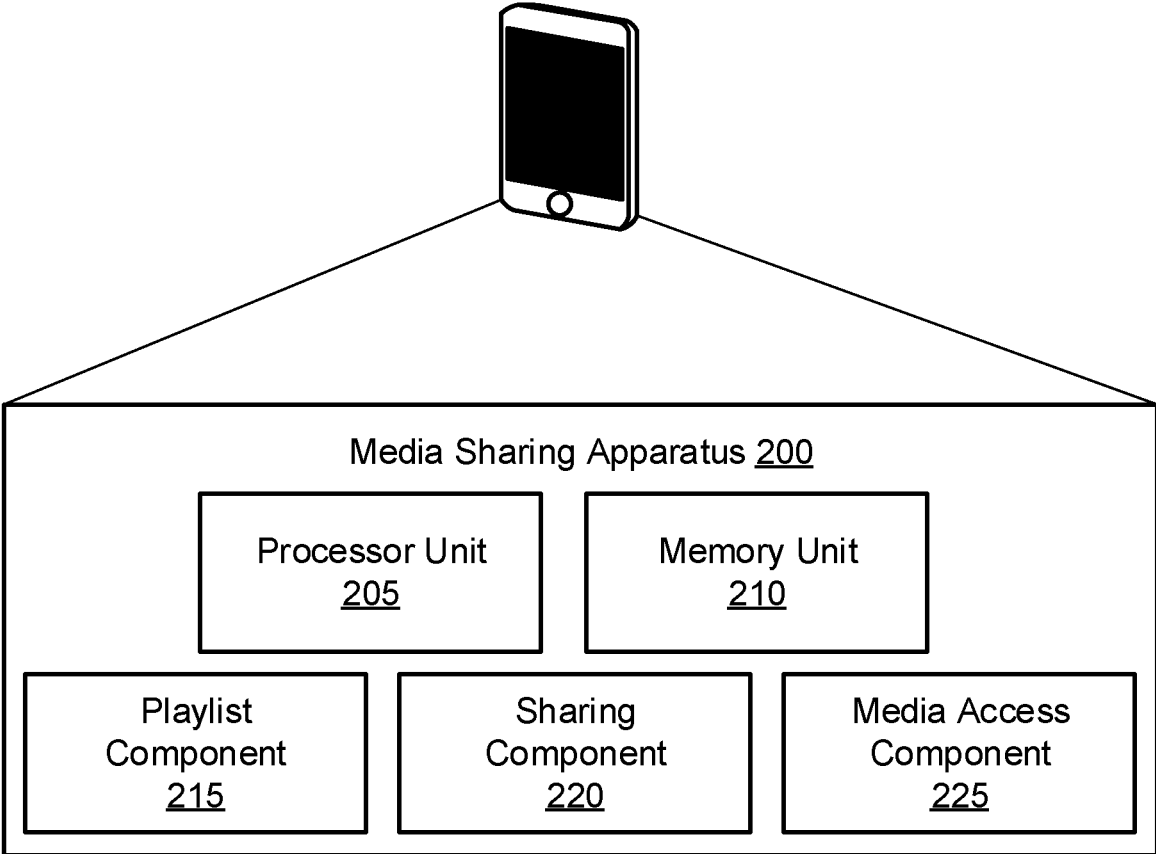 Media Sharing Apparatus 200
Processor Unit
205
Memory Unit
210
Playlist
Component
215
Sharing
Component
220
Media Access
Component
225